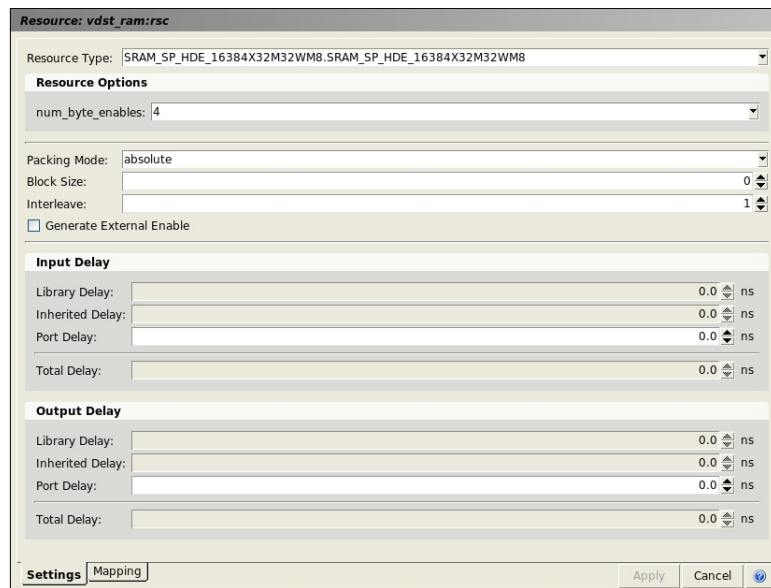 Resource: vdst_ram:rsc
Resource Type: SRAM_SP_HDE_16384X32M32WM8.SRAM_SP_HDE_16384X32M32WM8
Resource Options
num_byte_enables: 4
Packing Mode: absolute
Block Size: 0
Interleave: 1
Generate External Enable
Input Delay
Library Delay: 0.0 ns
Inherited Delay: 0.0 ns
Port Delay: 0.0 ns
Total Delay: 0.0 ns
Output Delay
Library Delay: 0.0 ns
Inherited Delay: 0.0 ns
Port Delay: 0.0 ns
Total Delay: 0.0 ns
Settings Mapping Apply Cancel ?